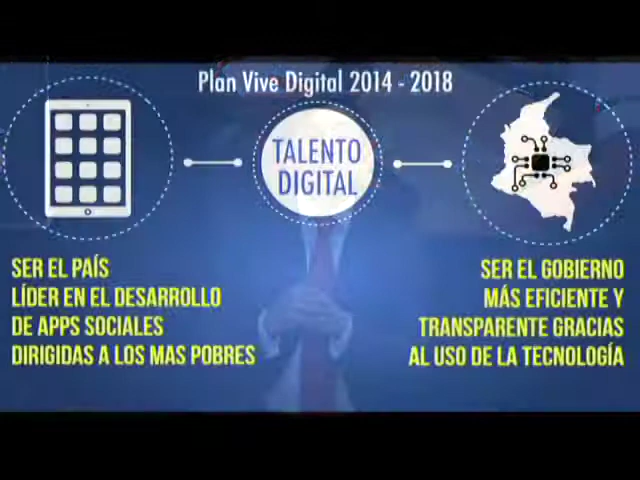 Plan Vive Digital 2014 - 2018
TALENTO
DIGITAL
SER EL PAÍS
LÍDER EN EL DESARROLLO
DE APPS SOCIALES
DIRIGIDAS A LOS MAS POBRES
SER EL GOBIERNO
MÁS EFICIENTE Y
TRANSPARENTE GRACIAS
AL USO DE LA TECNOLOGÍA